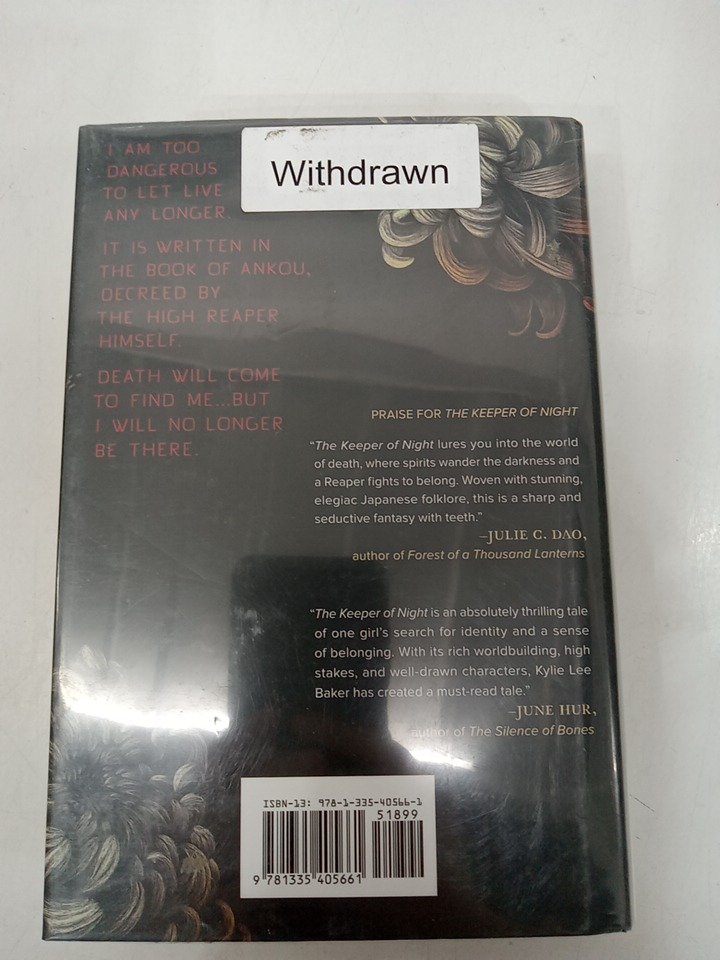 Withdrawn
I AM TOO
DANGEROUS
TO LET LIVE
ANY LONGER.
IT IS WRITTEN IN
THE BOOK OF ANKOU,
DECREED BY
THE HIGH REAPER
HIMSELF.
DEATH WILL COME
TO FIND ME...BUT
I WILL NO LONGER
BE THERE.
PRAISE FOR THE KEEPER OF NIGHT
“The Keeper of Night lures you into the world
of death, where spirits wander the darkness and
a Reaper fights to belong. Woven with stunning,
elegiac Japanese folklore, this is a sharp and
seductive fantasy with teeth.”
–JULIE C. DAO,
author of Forest of a Thousand Lanterns
“The Keeper of Night is an absolutely thrilling tale
of one girl’s search for identity and a sense
of belonging. With its rich worldbuilding, high
stakes, and well-drawn characters, Kylie Lee
Baker has created a must-read tale.”
–JUNE HUR,
author of The Silence of Bones
ISBN-13: 978-1-335-40566-1
51899
9 781335 405661